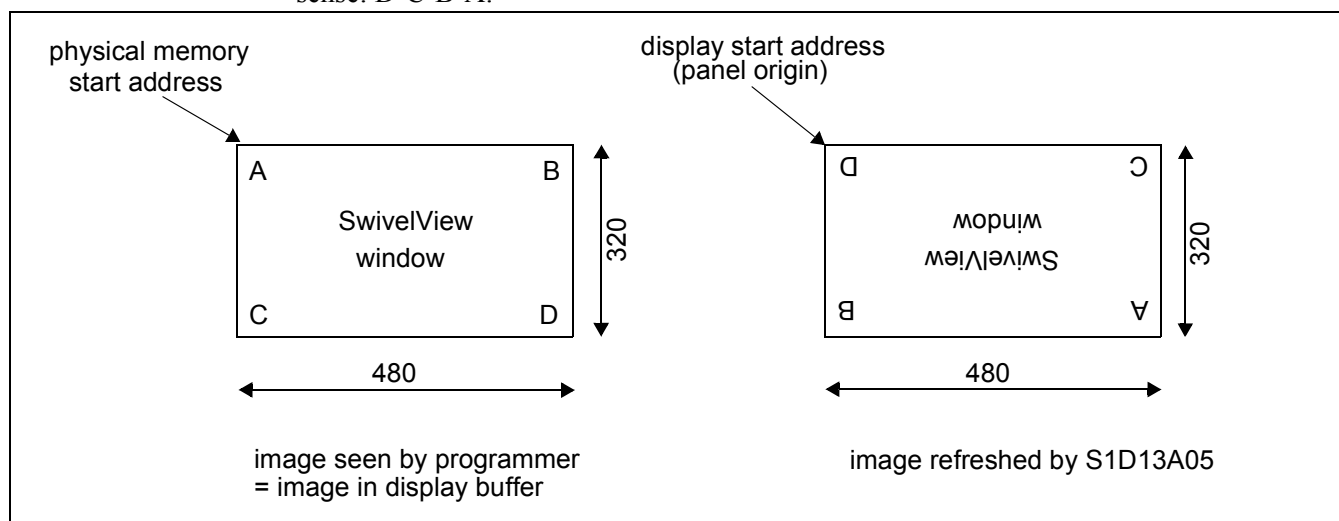 sense: D-C-B-A.
physical memory
start address
A
B
SwivelView
window
C
D
320
480
image seen by programmer
= image in display buffer
display start address
(panel origin)
D
C
window
SwivelView
B
A
320
480
image refreshed by S1D13A05